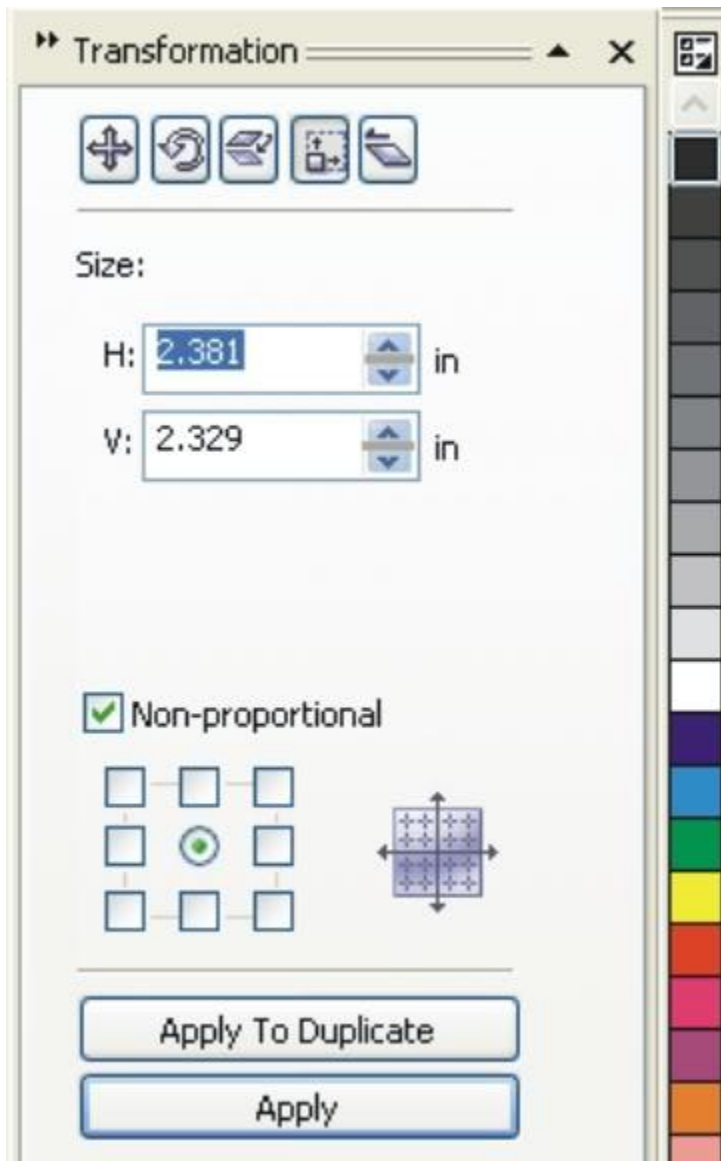 Transformation
Size:
H: 2.381 in
V: 2.329 in
Non-proportional
Apply To Duplicate
Apply